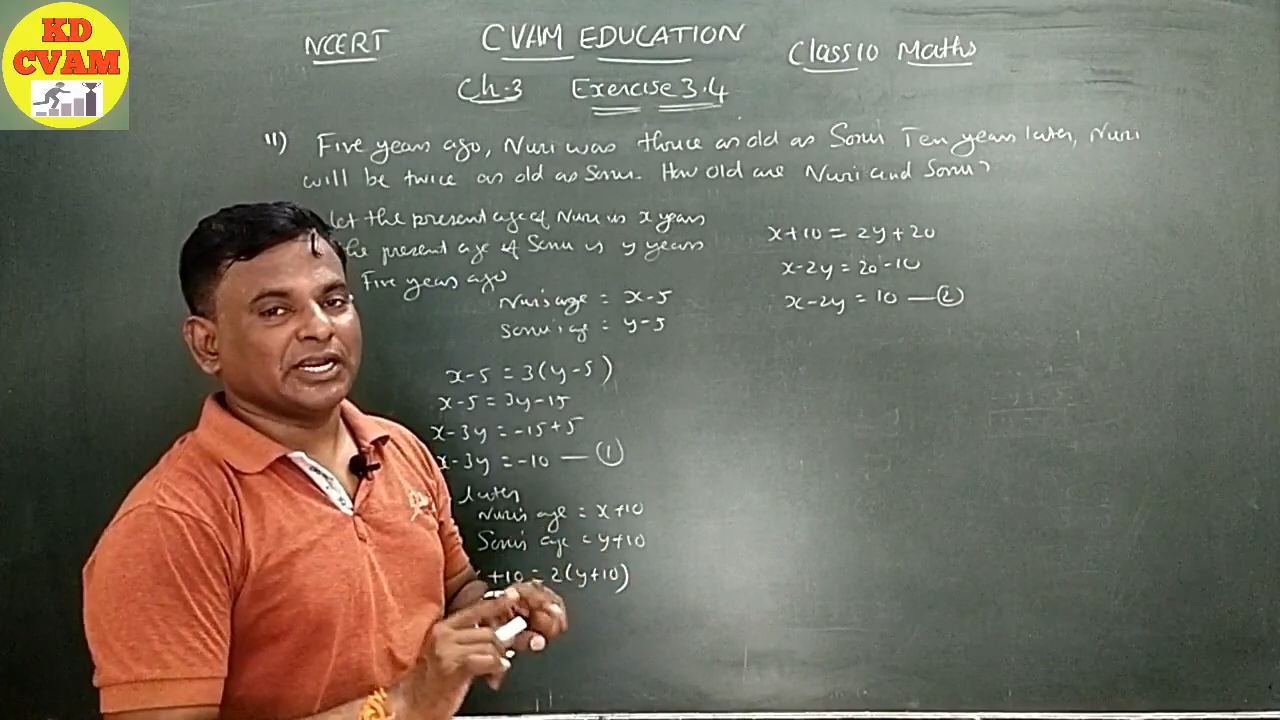 KD
CVAM
NCERT CVAM EDUCATION Class 10 Maths
Ch-3 Exercise 3.4
11) Five years ago, Nuri was thrice as old as Sonu Ten years later, Nuri
will be twice as old as Sonu. How old are Nuri and Sonu?
Let the present age of Nuri is x years
the present age of Sonu is y years
Five years ago
Nuri's age = x-5
Sonu's age = y-5
x-5 = 3(y-5)
x-5 = 3y-15
x-3y = -15+5
x-3y = -10 — ①
later
Nuri's age = x+10
Sonu's age = y+10
x+10 = 2(y+10)
x+10 = 2y+20
x-2y = 20-10
x-2y = 10 — ②